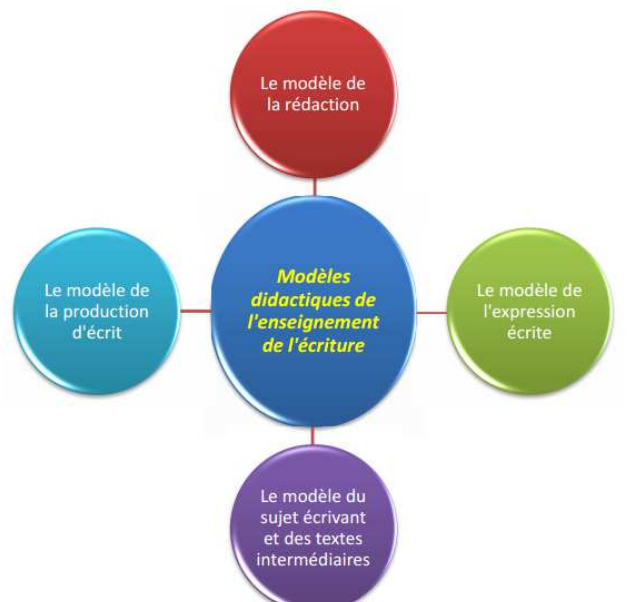 Le modèle de
la rédaction
Modèles
didactiques de
l'enseignement
de l'écriture
Le modèle de
la production
d'écrit
Le modèle de
l'expression
écrite
Le modèle du
sujet écrivant
et des textes
intermédiaires